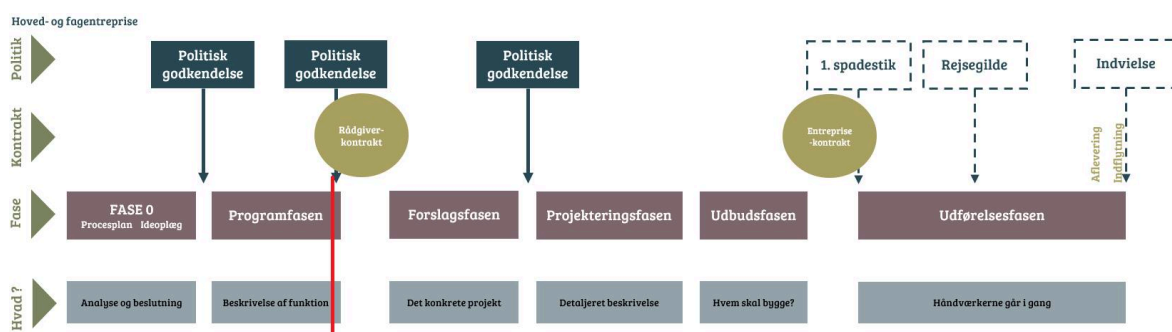 Hoved- og fagentreprise
Politik
Politisk
godkendelse
Politisk
godkendelse
Politisk
godkendelse
1. spadestik
Rejsegilde
Indvielse
Kontrakt
Rådgiver-
kontrakt
Entreprise
-kontrakt
Aflevering
Indflytning
Fase
FASE 0
Procesplan Ideoplæg
Programfasen
Forslagsfasen
Projekteringsfasen
Udbudsfasen
Udførelsesfasen
Hvad ?
Analyse og beslutning
Beskrivelse af funktion
Det konkrete projekt
Detaljeret beskrivelse
Hvem skal bygge?
Håndværkerne går i gang